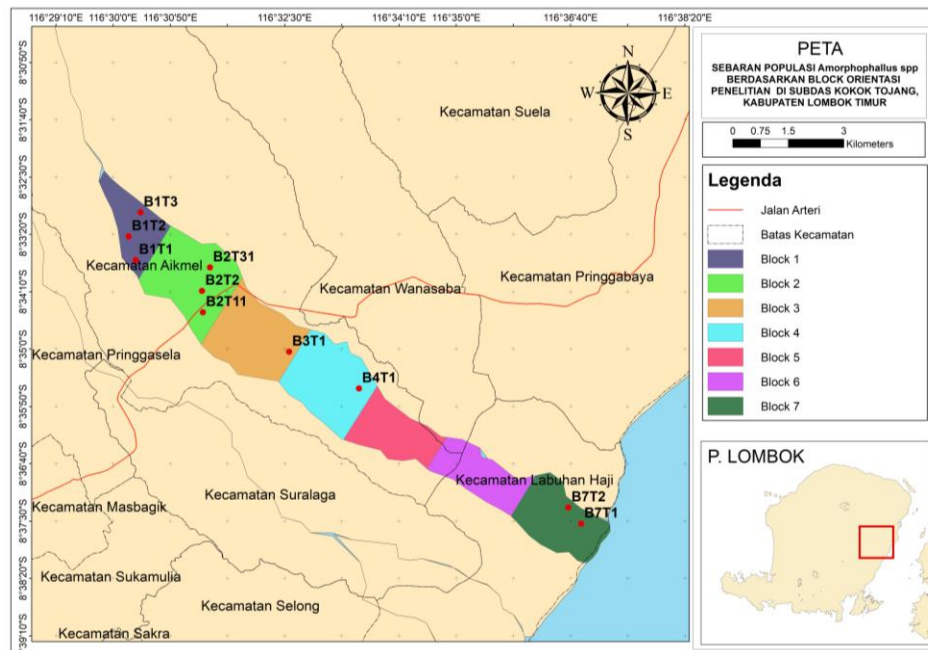 116°29'10"E 116°30'0"E 116°30'50"E 116°32'30"E 116°34'10"E 116°35'0"E 116°36'40"E 116°38'20"E
8°30'50"S
8°31'40"S
8°32'30"S
8°33'20"S
8°34'10"S
8°35'0"S
8°35'50"S
8°36'40"S
8°37'30"S
8°38'20"S
8°39'10"S
N
W E
S
Kecamatan Suela
B1T3
B1T2
B1T1
Kecamatan Aikmel
B2T31
B2T2
B2T11
Kecamatan Pringgabaya
Kecamatan Wanasaba
Kecamatan Pringgasela
B3T1
B4T1
Kecamatan Labuhan Haji
Kecamatan Suralaga
B7T2
B7T1
Kecamatan Masbagik
Kecamatan Sukamulia
Kecamatan Selong
Kecamatan Sakra
PETA
SEBARAN POPULASI Amorphophallus spp
BERDASARKAN BLOCK ORIENTASI
PENELITIAN DI SUBDAS KOKOK TOJANG,
KABUPATEN LOMBOK TIMUR
0 0.75 1.5 3
Kilometers
Legenda
Jalan Arteri
Batas Kecamatan
Block 1
Block 2
Block 3
Block 4
Block 5
Block 6
Block 7
P. LOMBOK